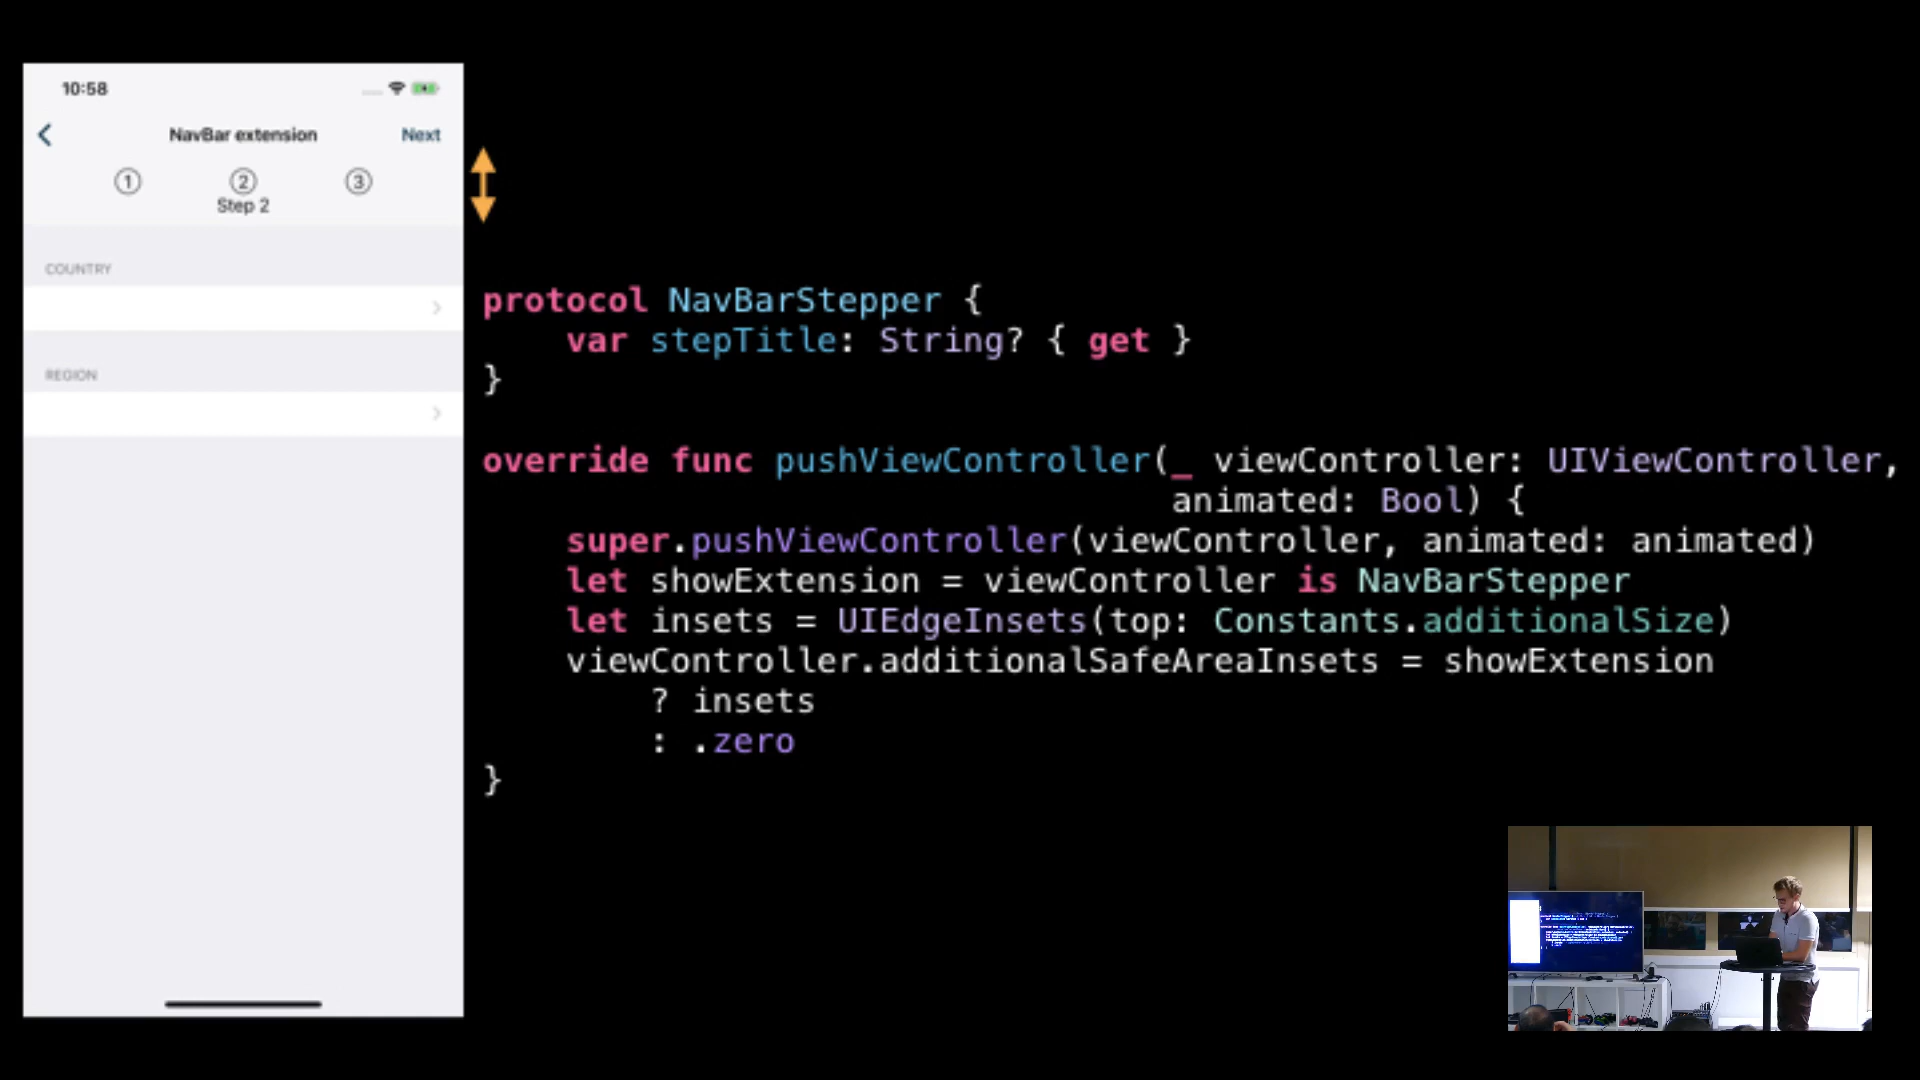 10:58
NavBar extension
Next
1
2
3
Step 2
COUNTRY
REGION
protocol NavBarStepper {
var stepTitle: String? { get }
}
override func pushViewController(_ viewController: UIViewController,
animated: Bool) {
super.pushViewController(viewController, animated: animated)
let showExtension = viewController is NavBarStepper
let insets = UIEdgeInsets(top: Constants.additionalSize)
viewController.additionalSafeAreaInsets = showExtension
? insets
: .zero
}